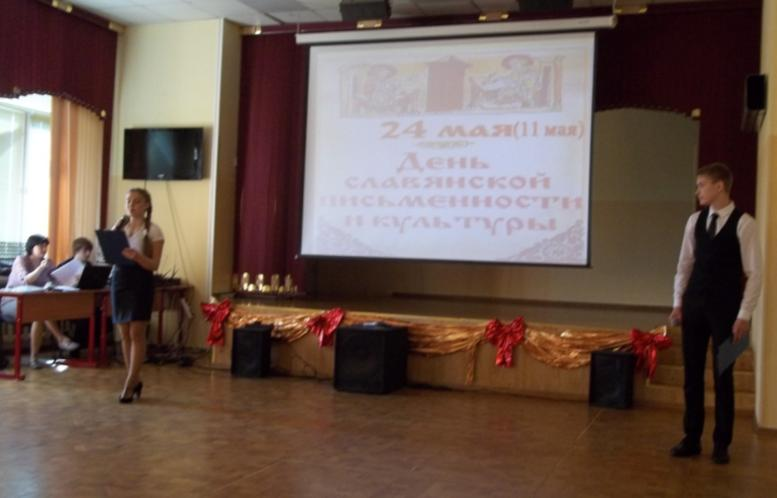 24 мая (11 мая)
День
славянской
письменности
и культуры